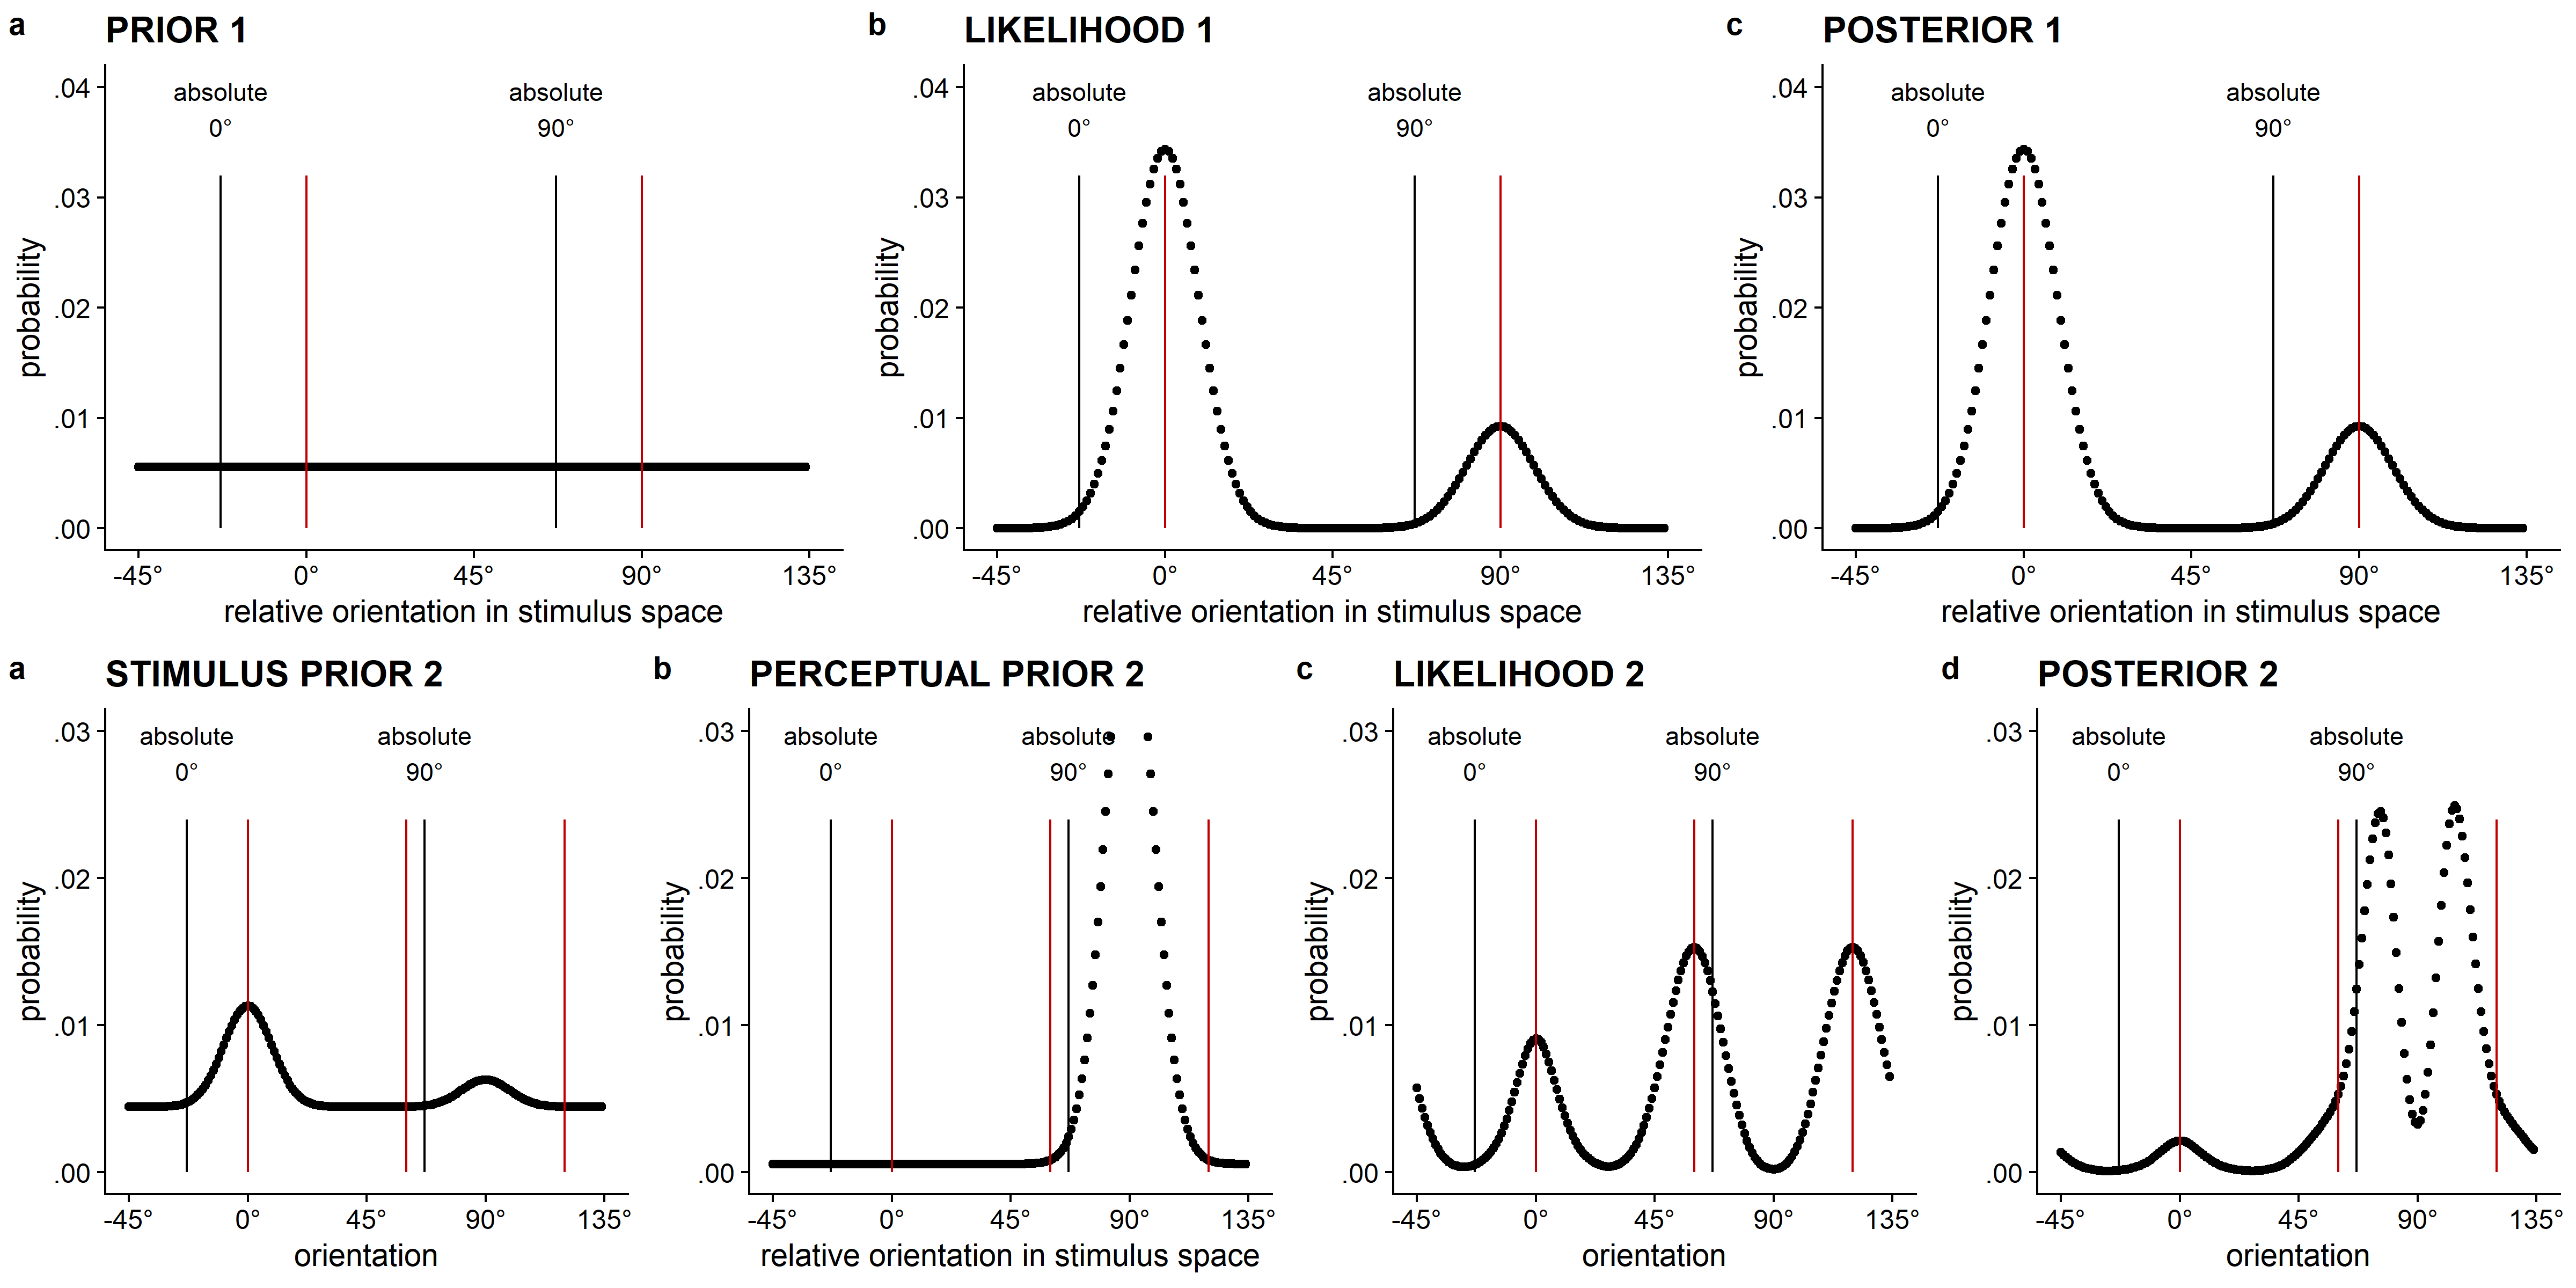 a PRIOR 1
absolute 0°
absolute 90°
.04
.03
.02
.01
.00
probability
-45° 0° 45° 90° 135°
relative orientation in stimulus space
b LIKELIHOOD 1
absolute 0°
absolute 90°
.04
.03
.02
.01
.00
probability
-45° 0° 45° 90° 135°
relative orientation in stimulus space
c POSTERIOR 1
absolute 0°
absolute 90°
.04
.03
.02
.01
.00
probability
-45° 0° 45° 90° 135°
relative orientation in stimulus space
a STIMULUS PRIOR 2
absolute 0°
absolute 90°
.03
.02
.01
.00
probability
-45° 0° 45° 90° 135°
orientation
b PERCEPTUAL PRIOR 2
absolute 0°
absolute 90°
.03
.02
.01
.00
probability
-45° 0° 45° 90° 135°
relative orientation in stimulus space
c LIKELIHOOD 2
absolute 0°
absolute 90°
.03
.02
.01
.00
probability
-45° 0° 45° 90° 135°
orientation
d POSTERIOR 2
absolute 0°
absolute 90°
.03
.02
.01
.00
probability
-45° 0° 45° 90° 135°
orientation